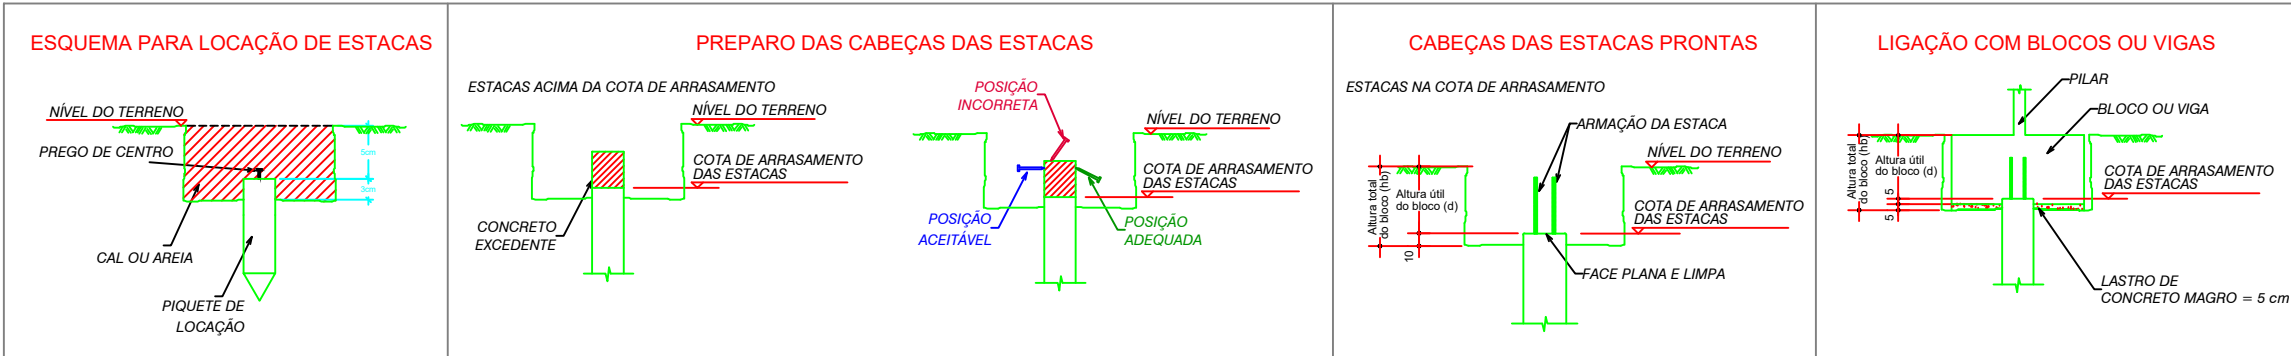 ESQUEMA PARA LOCAÇÃO DE ESTACAS
NÍVEL DO TERRENO
PREGO DE CENTRO
5cm
3cm
CAL OU AREIA
PIQUETE DE
LOCAÇÃO
PREPARO DAS CABEÇAS DAS ESTACAS
ESTACAS ACIMA DA COTA DE ARRASAMENTO
NÍVEL DO TERRENO
COTA DE ARRASAMENTO
DAS ESTACAS
CONCRETO
EXCEDENTE
POSIÇÃO
INCORRETA
NÍVEL DO TERRENO
COTA DE ARRASAMENTO
DAS ESTACAS
POSIÇÃO
ACEITÁVEL
POSIÇÃO
ADEQUADA
CABEÇAS DAS ESTACAS PRONTAS
ESTACAS NA COTA DE ARRASAMENTO
ARMAÇÃO DA ESTACA
NÍVEL DO TERRENO
Altura total
do bloco (hb)
Altura útil
do bloco (d)
COTA DE ARRASAMENTO
DAS ESTACAS
10
FACE PLANA E LIMPA
LIGAÇÃO COM BLOCOS OU VIGAS
PILAR
BLOCO OU VIGA
Altura total
do bloco (hb)
Altura útil
do bloco (d)
COTA DE ARRASAMENTO
DAS ESTACAS
5
5
LASTRO DE
CONCRETO MAGRO = 5 cm